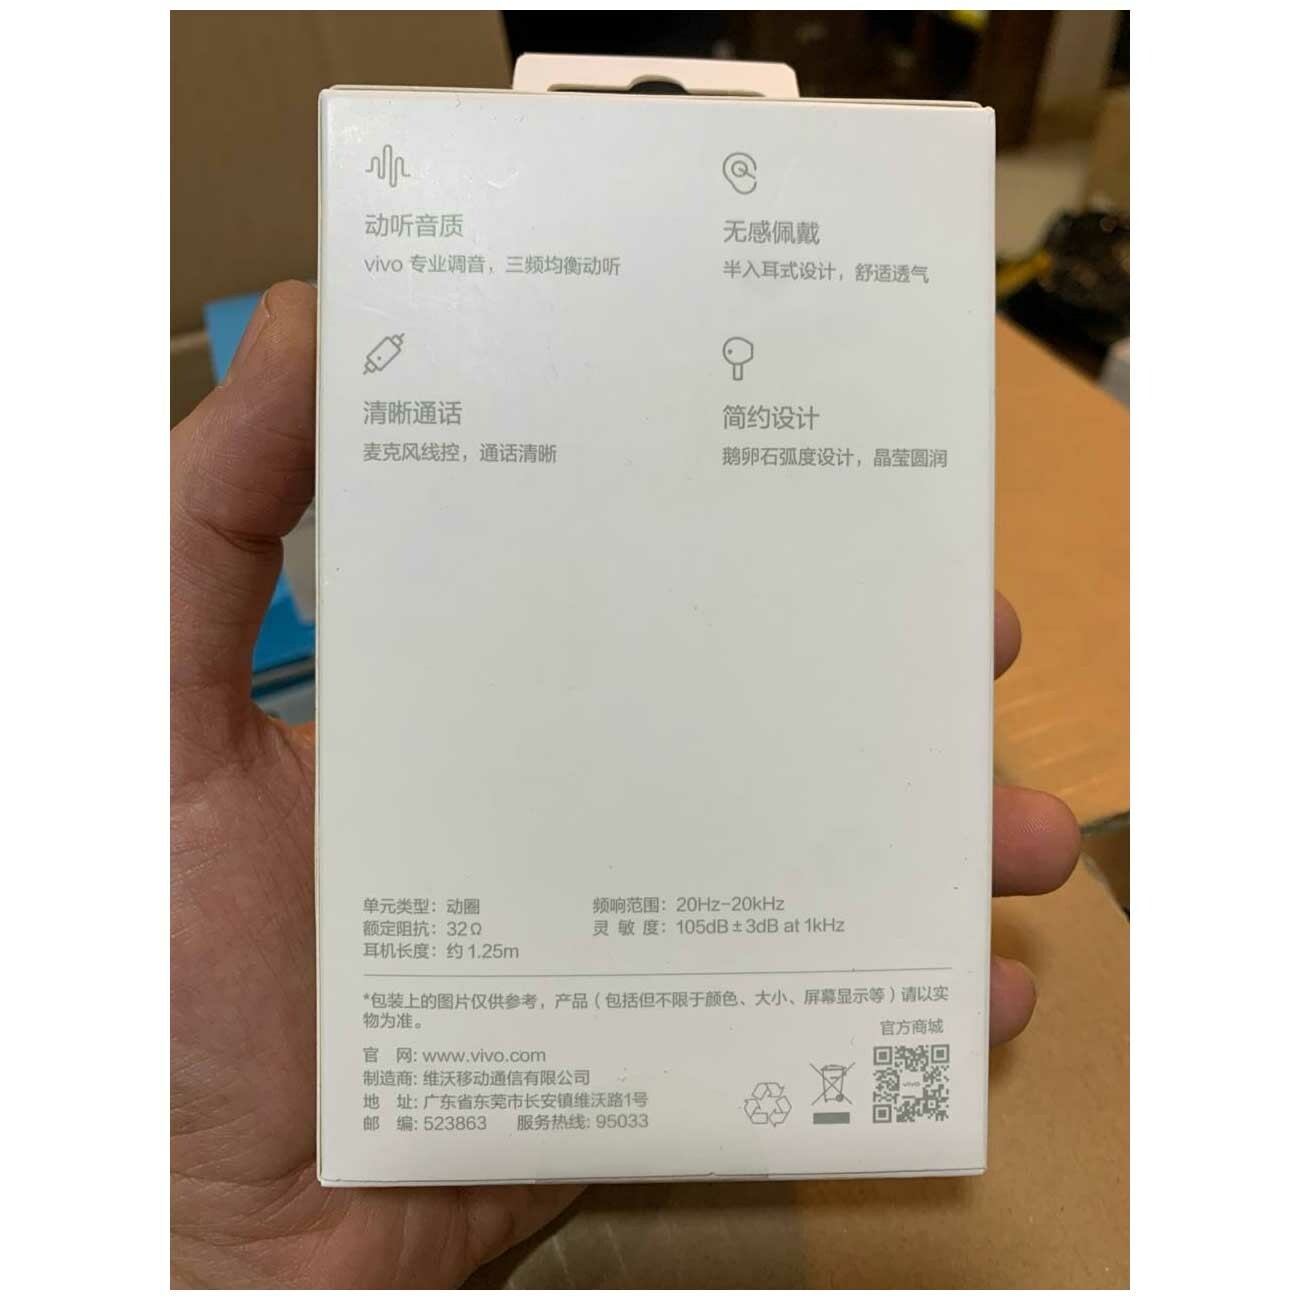 动听音质
vivo 专业调音，三频均衡动听
无感佩戴
半入耳式设计，舒适透气
清晰通话
麦克风线控，通话清晰
简约设计
鹅卵石弧度设计，晶莹圆润
单元类型：动圈
额定阻抗：32Ω
耳机长度：约 1.25m
频响范围：20Hz-20kHz
灵 敏 度：105dB±3dB at 1kHz
*包装上的图片仅供参考，产品（包括但不限于颜色、大小、屏幕显示等）请以实
物为准。
官 网: www.vivo.com
制造商: 维沃移动通信有限公司
地 址: 广东省东莞市长安镇维沃路1号
邮 编: 523863 服务热线: 95033
官方商城
vivo